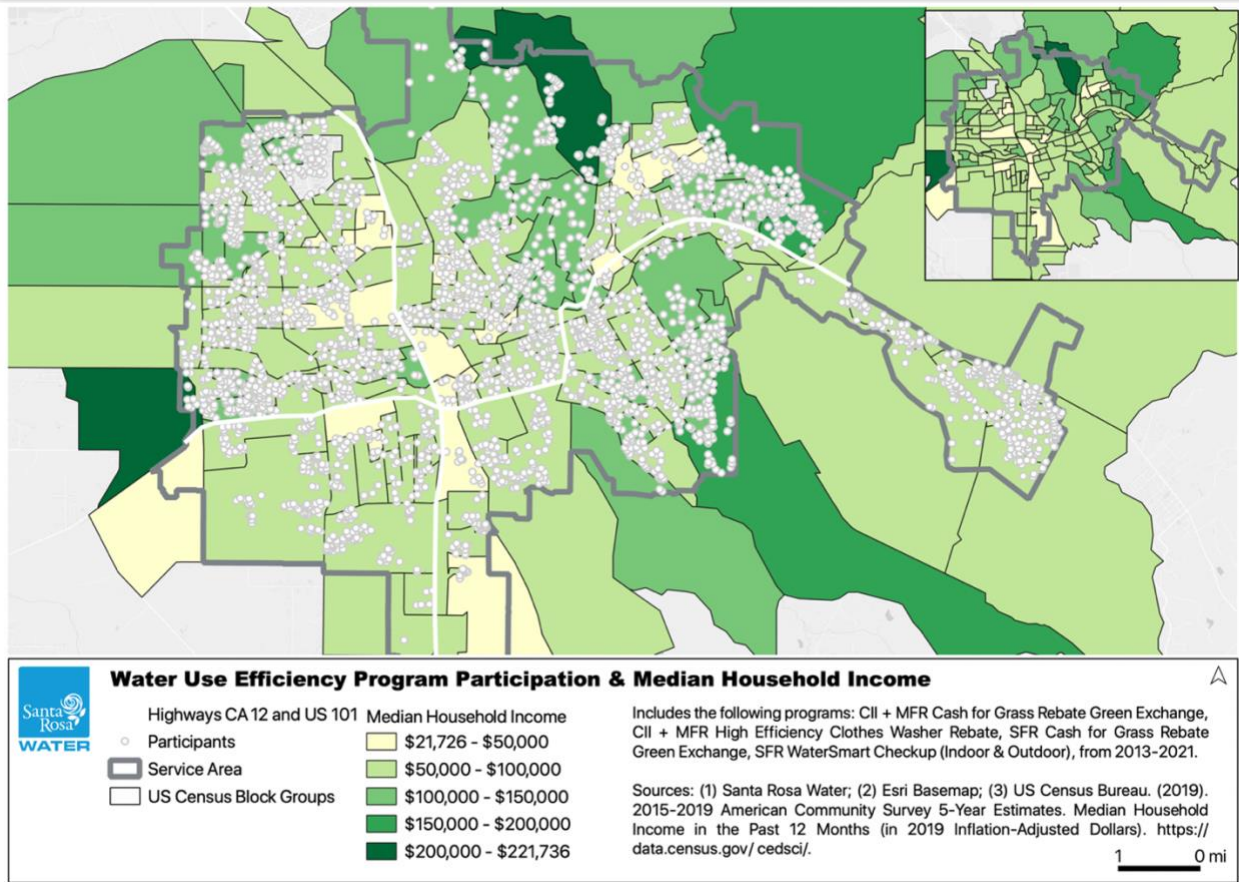 Water Use Efficiency Program Participation & Median Household Income
Santa
Rosa
WATER
Highways CA 12 and US 101
Participants
Service Area
US Census Block Groups
Median Household Income
$21,726 - $50,000
$50,000 - $100,000
$100,000 - $150,000
$150,000 - $200,000
$200,000 - $221,736
Includes the following programs: CII + MFR Cash for Grass Rebate Green Exchange,
CII + MFR High Efficiency Clothes Washer Rebate, SFR Cash for Grass Rebate
Green Exchange, SFR WaterSmart Checkup (Indoor & Outdoor), from 2013-2021.
Sources: (1) Santa Rosa Water; (2) Esri Basemap; (3) US Census Bureau. (2019).
2015-2019 American Community Survey 5-Year Estimates. Median Household
Income in the Past 12 Months (in 2019 Inflation-Adjusted Dollars). https://
data.census.gov/ cedsci/.
1 0 mi